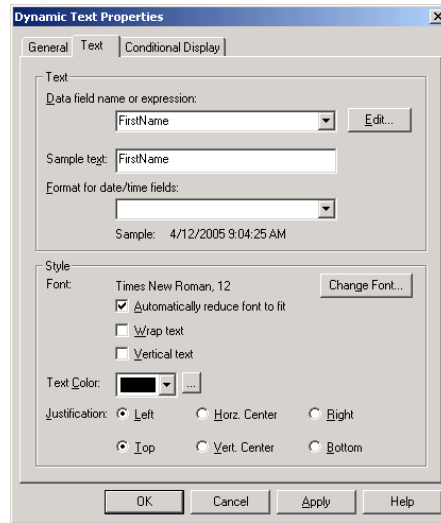 Dynamic Text Properties
General Text Conditional Display
Text
Data field name or expression:
FirstName Edit...
Sample text: FirstName
Format for date/time fields:
Sample: 4/12/2005 9:04:25 AM
Style
Font: Times New Roman, 12 Change Font...
Automatically reduce font to fit
Wrap text
Vertical text
Text Color: ...
Justification: Left Horz. Center Right
Top Vert. Center Bottom
OK Cancel Apply Help